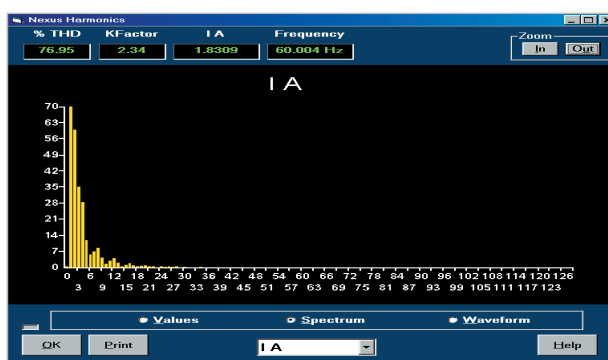 Nexus Harmonics
% THD KFactor I A Frequency
76.95 2.34 1.8309 60.004 Hz
Zoom
In Out
I A
70
63
56
49
42
35
28
21
14
7
0
0 6 12 18 24 30 36 42 48 54 60 66 72 78 84 90 96 102 108 114 120 126
3 9 15 21 27 33 39 45 51 57 63 69 75 81 87 93 99 105 111 117 123
Values Spectrum Waveform
OK Print I A Help